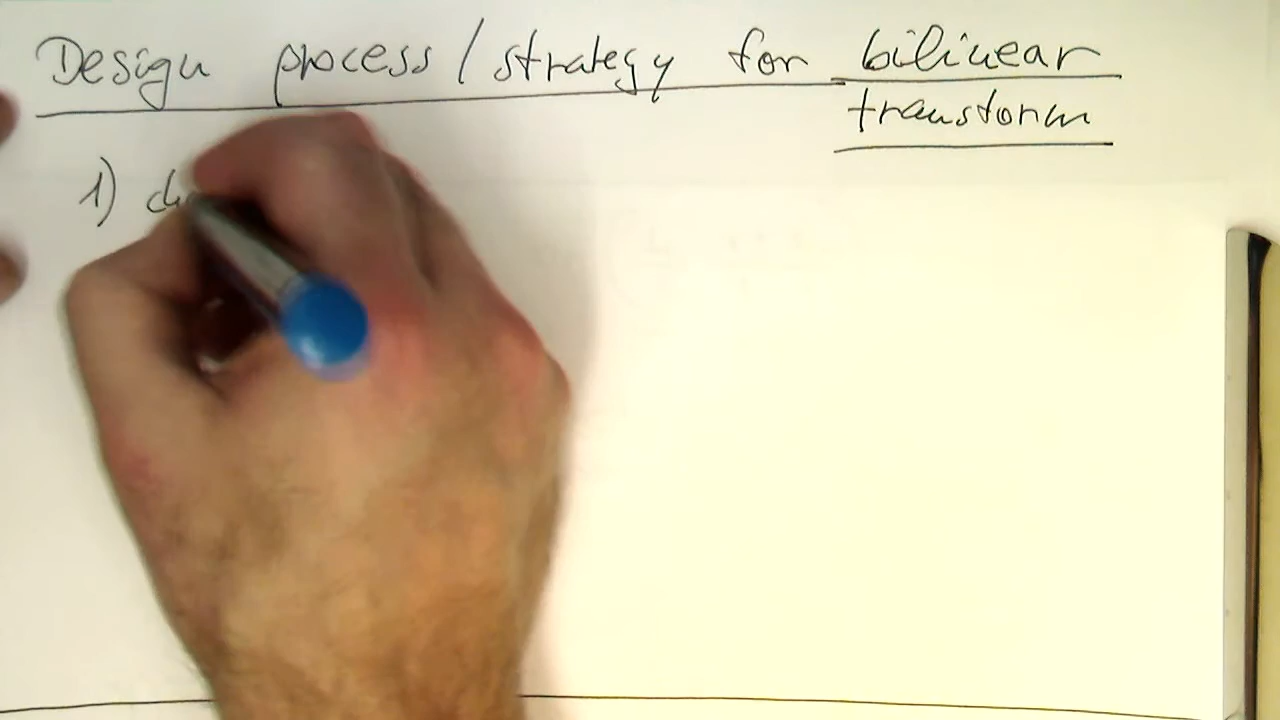 Design process / strategy for bilinear
transform
1)